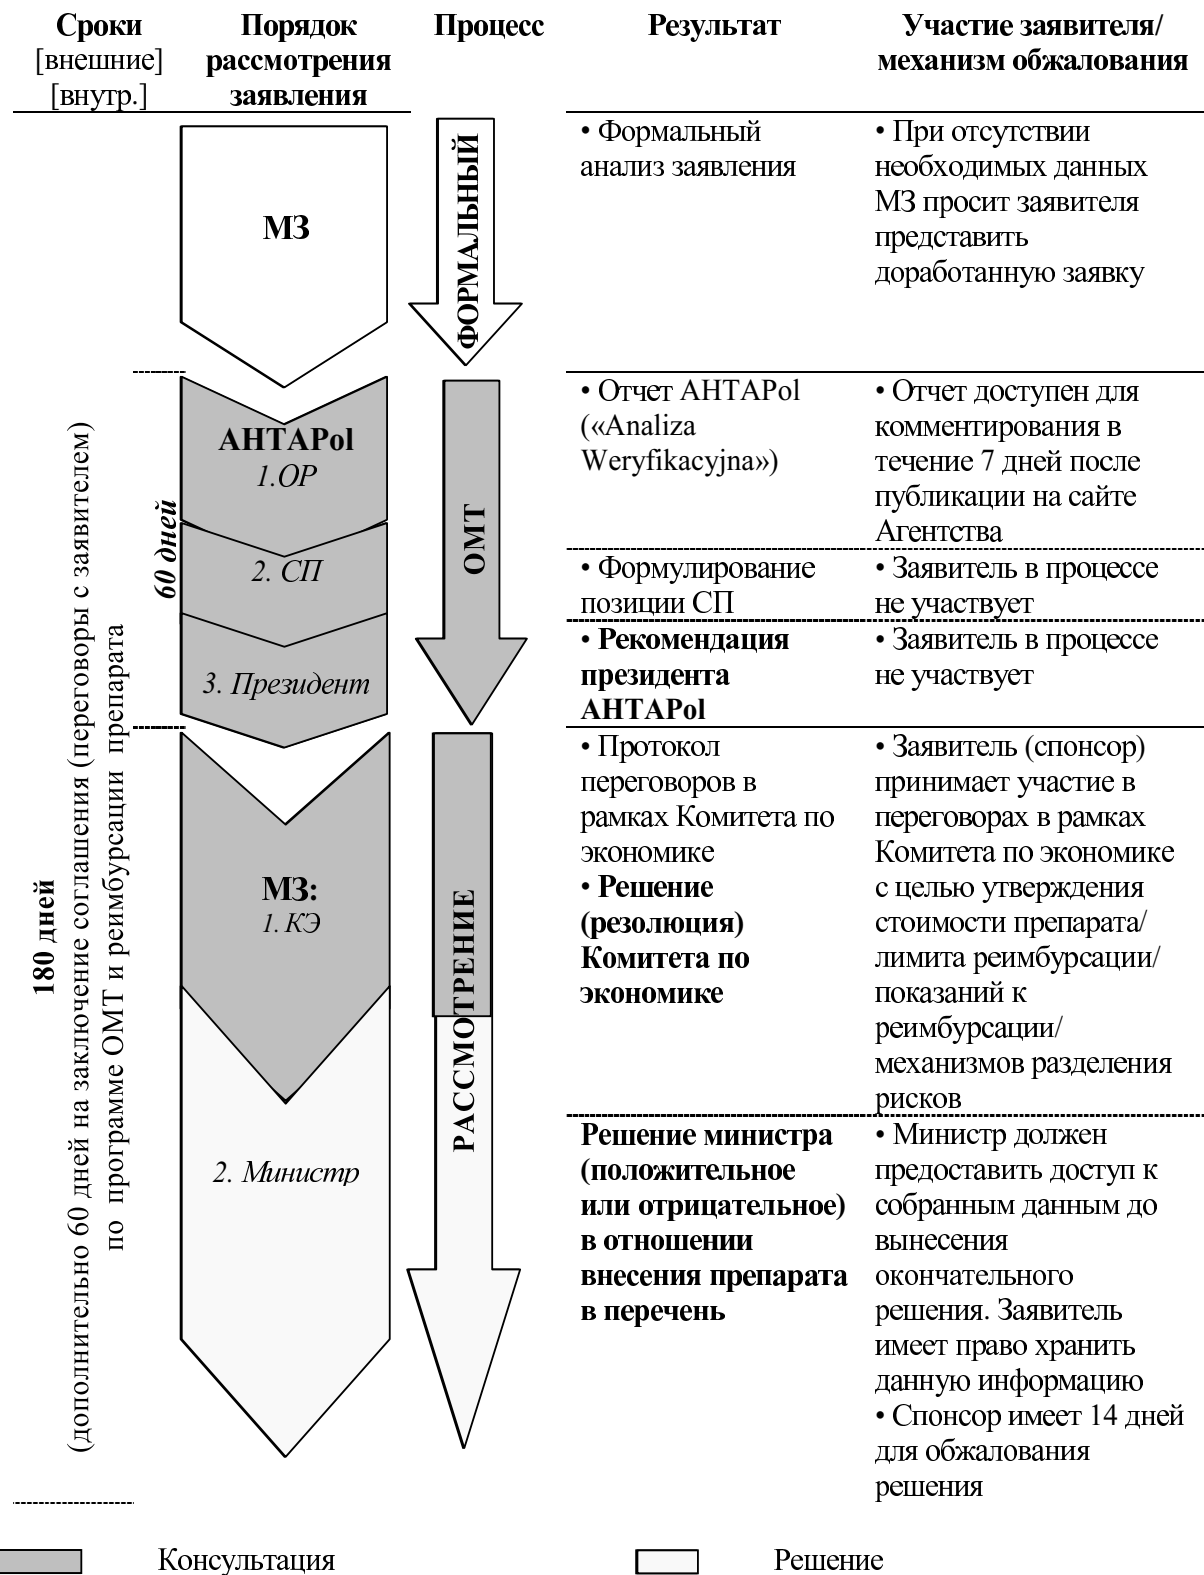 Сроки
[внешние]
[внутр.]
Порядок
рассмотрения
заявления
Процесс
Результат
Участие заявителя/
механизм обжалования
180 дней
(дополнительно 60 дней на заключение соглашения (переговоры с заявителем)
по программе ОМТ и реимбурсации препарата
МЗ
ФОРМАЛЬНЫЙ
• Формальный
анализ заявления
• При отсутствии
необходимых данных
МЗ просит заявителя
представить
доработанную заявку
60 дней
AHTAPol
1.ОР
2. СП
3. Президент
ОМТ
• Отчет AHTAPol
(«Analiza
Weryfikacyjna»)
• Отчет доступен для
комментирования в
течение 7 дней после
публикации на сайте
Агентства
• Формулирование
позиции СП
• Заявитель в процессе
не участвует
• Рекомендация
президента
AHTAPol
• Заявитель в процессе
не участвует
МЗ:
1. КЭ
2. Министр
РАССМОТРЕНИЕ
• Протокол
переговоров в
рамках Комитета по
экономике
• Решение
(резолюция)
Комитета по
экономике
• Заявитель (спонсор)
принимает участие в
переговорах в рамках
Комитета по экономике
с целью утверждения
стоимости препарата/
лимита реимбурсации/
показаний к
реимбурсации/
механизмов разделения
рисков
Решение министра
(положительное
или отрицательное)
в отношении
внесения препарата
в перечень
• Министр должен
предоставить доступ к
собранным данным до
вынесения
окончательного
решения. Заявитель
имеет право хранить
данную информацию
• Спонсор имеет 14 дней
для обжалования
решения
Консультация
Решение